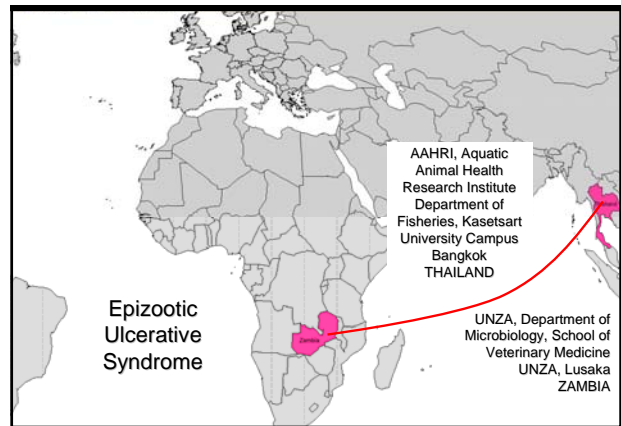 AAHRI, Aquatic
Animal Health
Research Institute
Department of
Fisheries, Kasetsart
University Campus
Bangkok
THAILAND
Epizootic
Ulcerative
Syndrome
Zambia
UNZA, Department of
Microbiology, School of
Veterinary Medicine
UNZA, Lusaka
ZAMBIA